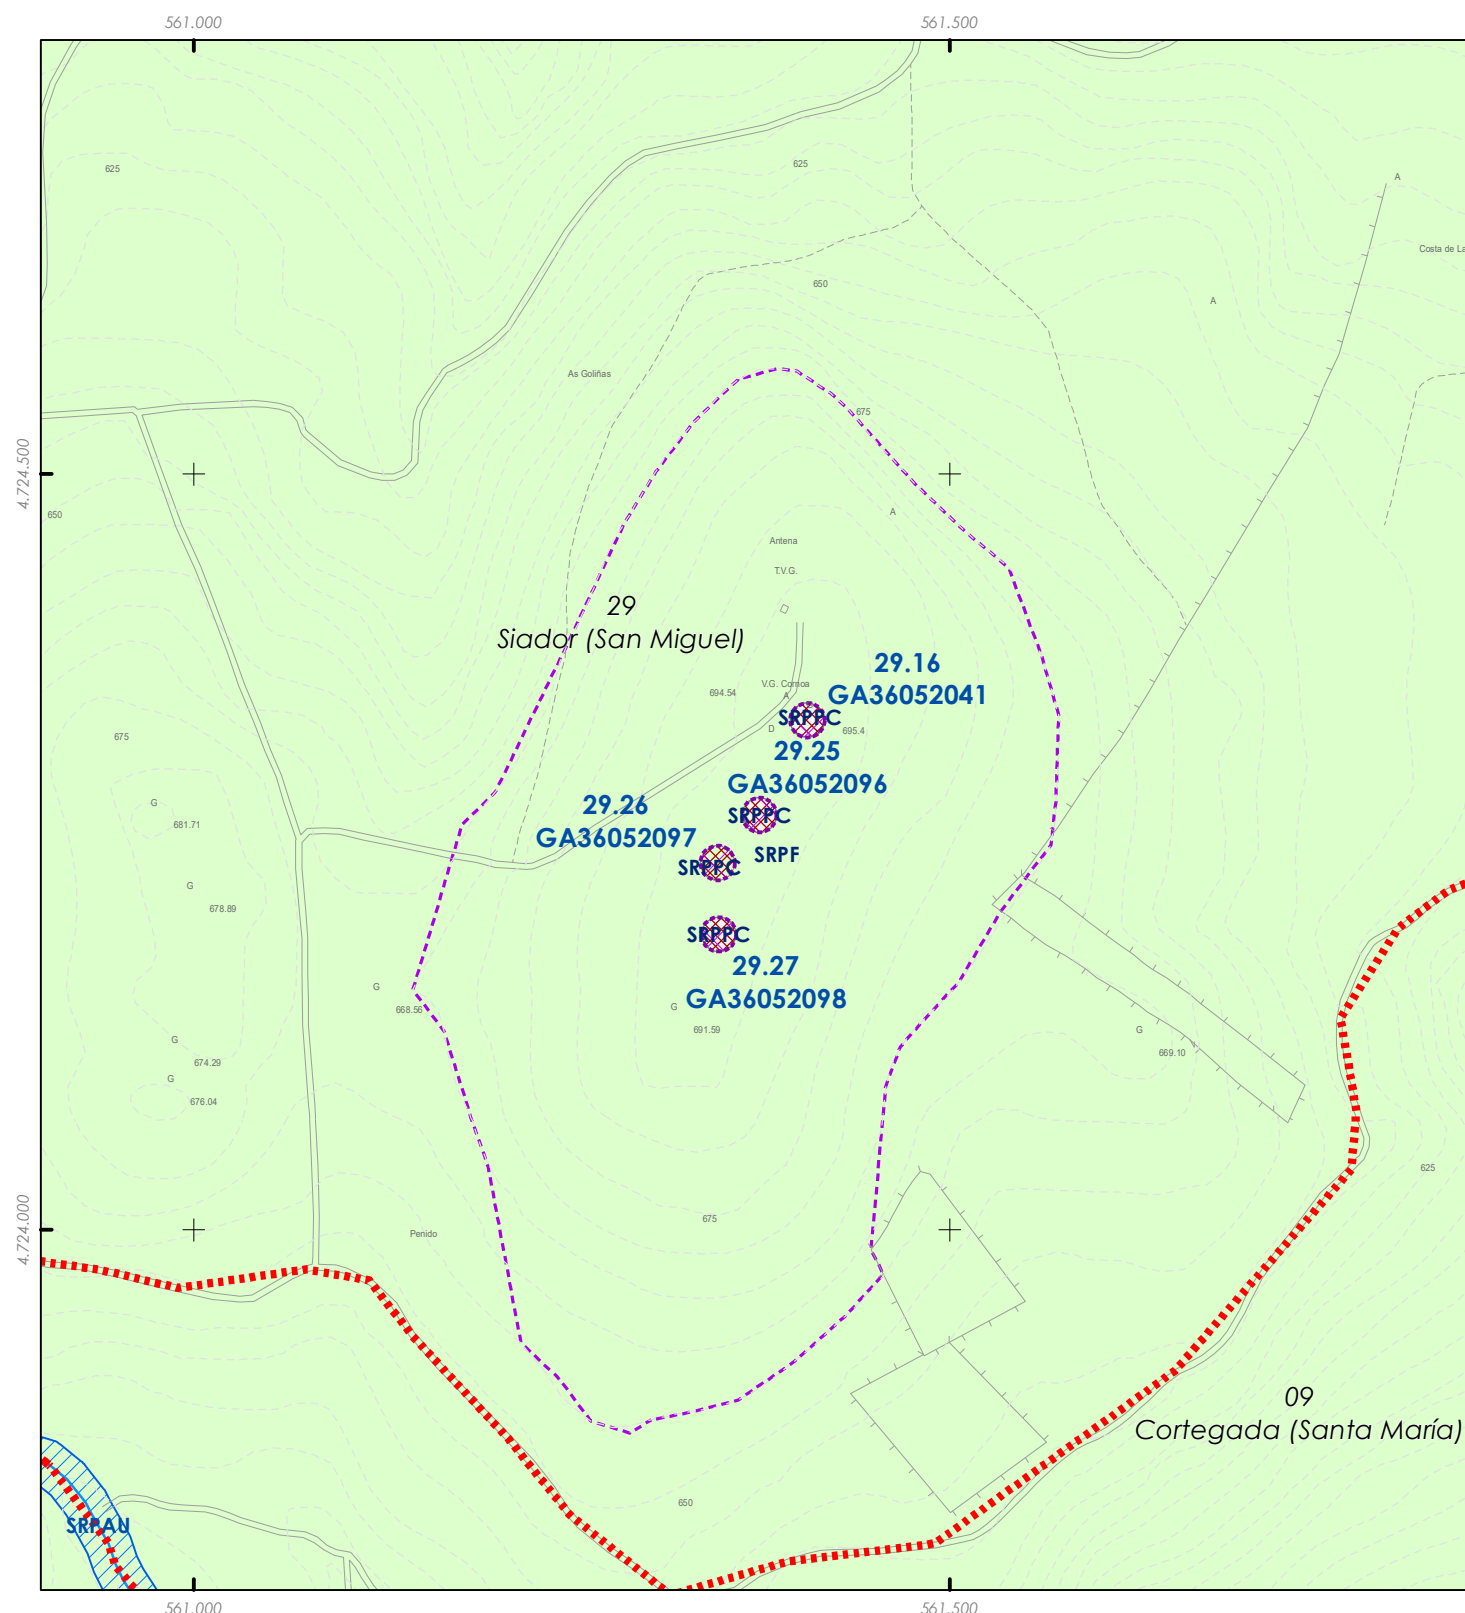 561.000
561.500
625
625
A
Costa de La
650
A
As Goliñas
675
4.724.500
650
A
Antena
T.V.G.
29
Siador (San Miguel)
29.16
GA36052041
V.G. Cornoa
694.54
A
SRPPC
D
695.4
675
29.25
GA36052096
G
681.71
29.26
GA36052097
SRPPC
SRPF
SRPPC
G
678.89
SRPPC
29.27
GA36052098
G
668.56
G
691.59
G
674.29
G
676.04
G
669.10
625
675
4.724.000
Penido
09
Cortegada (Santa María)
650
SRPAU
561.000
561.500